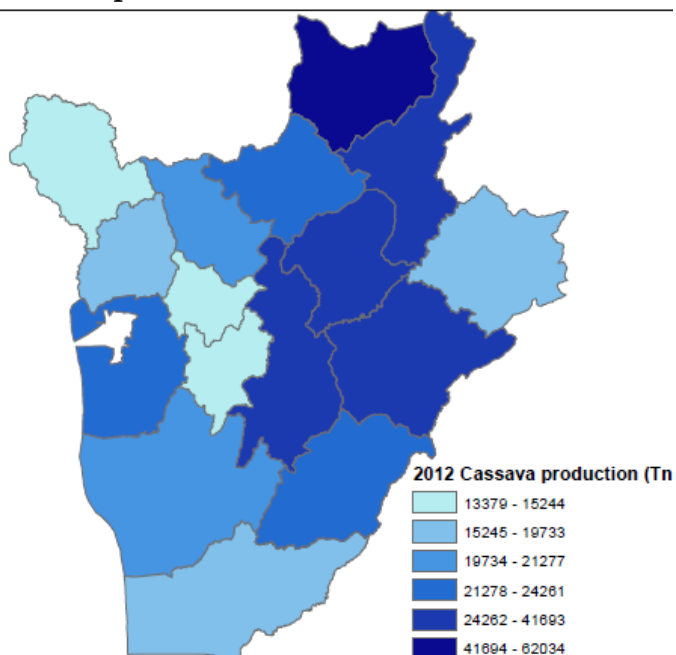 2012 Cassava production (Tn
13379 - 15244
15245 - 19733
19734 - 21277
21278 - 24261
24262 - 41693
41694 - 62034